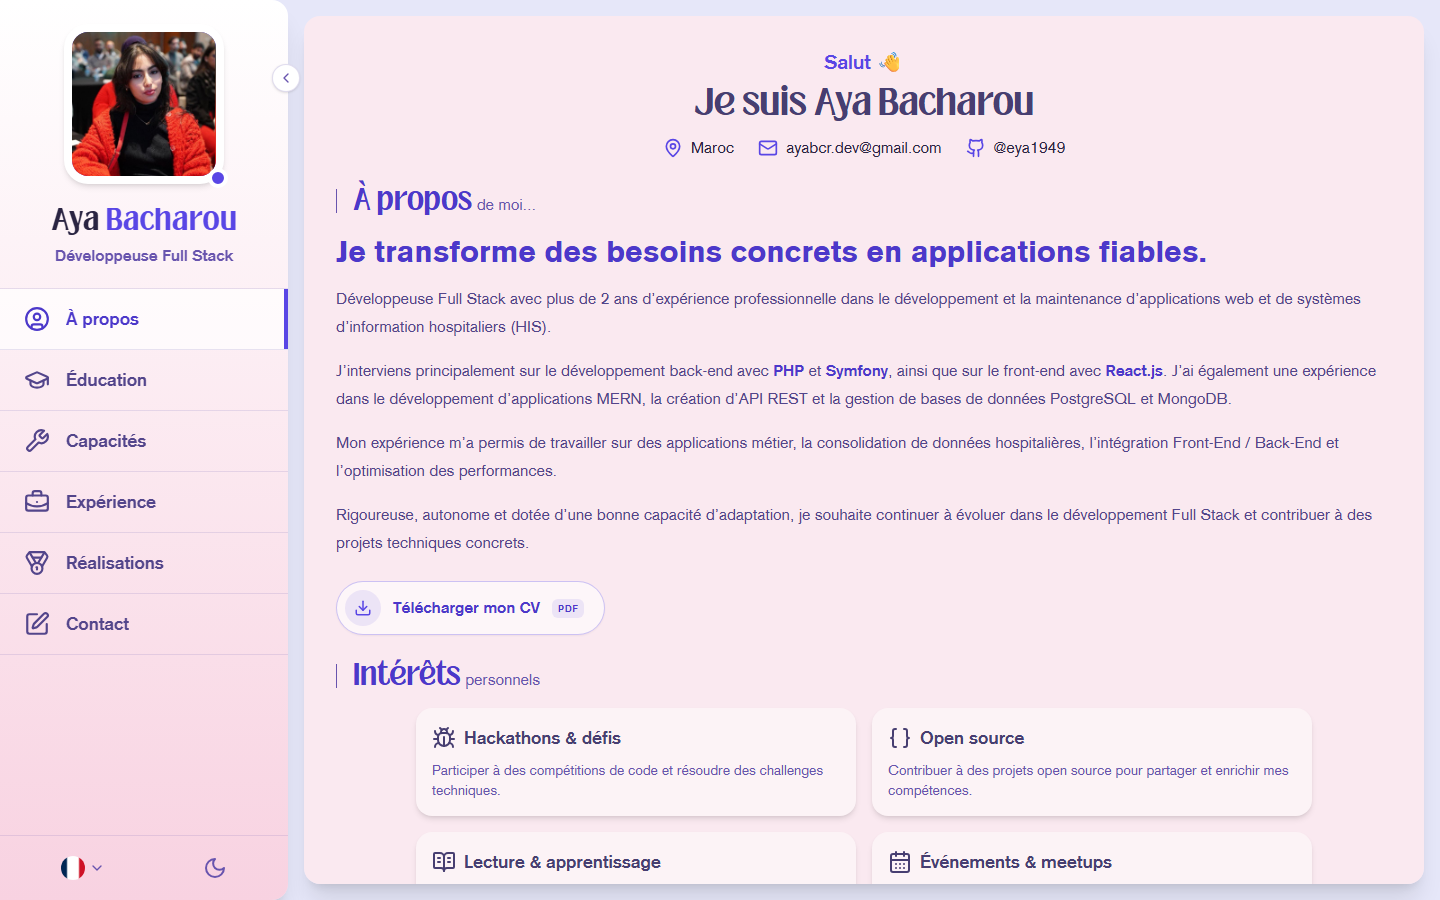 Aya Bacharou
Développeuse Full Stack
À propos
Éducation
Capacités
Expérience
Réalisations
Contact
Salut 👋
Je suis Aya Bacharou
Maroc
ayabcr.dev@gmail.com
@eya1949
À propos de moi...
Je transforme des besoins concrets en applications fiables.
Développeuse Full Stack avec plus de 2 ans d’expérience professionnelle dans le développement et la maintenance d’applications web et de systèmes
d’information hospitaliers (HIS).
J’interviens principalement sur le développement back-end avec PHP et Symfony, ainsi que sur le front-end avec React.js. J’ai également une expérience
dans le développement d’applications MERN, la création d’API REST et la gestion de bases de données PostgreSQL et MongoDB.
Mon expérience m’a permis de travailler sur des applications métier, la consolidation de données hospitalières, l’intégration Front-End / Back-End et
l’optimisation des performances.
Rigoureuse, autonome et dotée d’une bonne capacité d’adaptation, je souhaite continuer à évoluer dans le développement Full Stack et contribuer à des
projets techniques concrets.
Télécharger mon CV PDF
Intérêts personnels
Hackathons & défis
Participer à des compétitions de code et résoudre des challenges
techniques.
Open source
Contribuer à des projets open source pour partager et enrichir mes
compétences.
Lecture & apprentissage
Événements & meetups